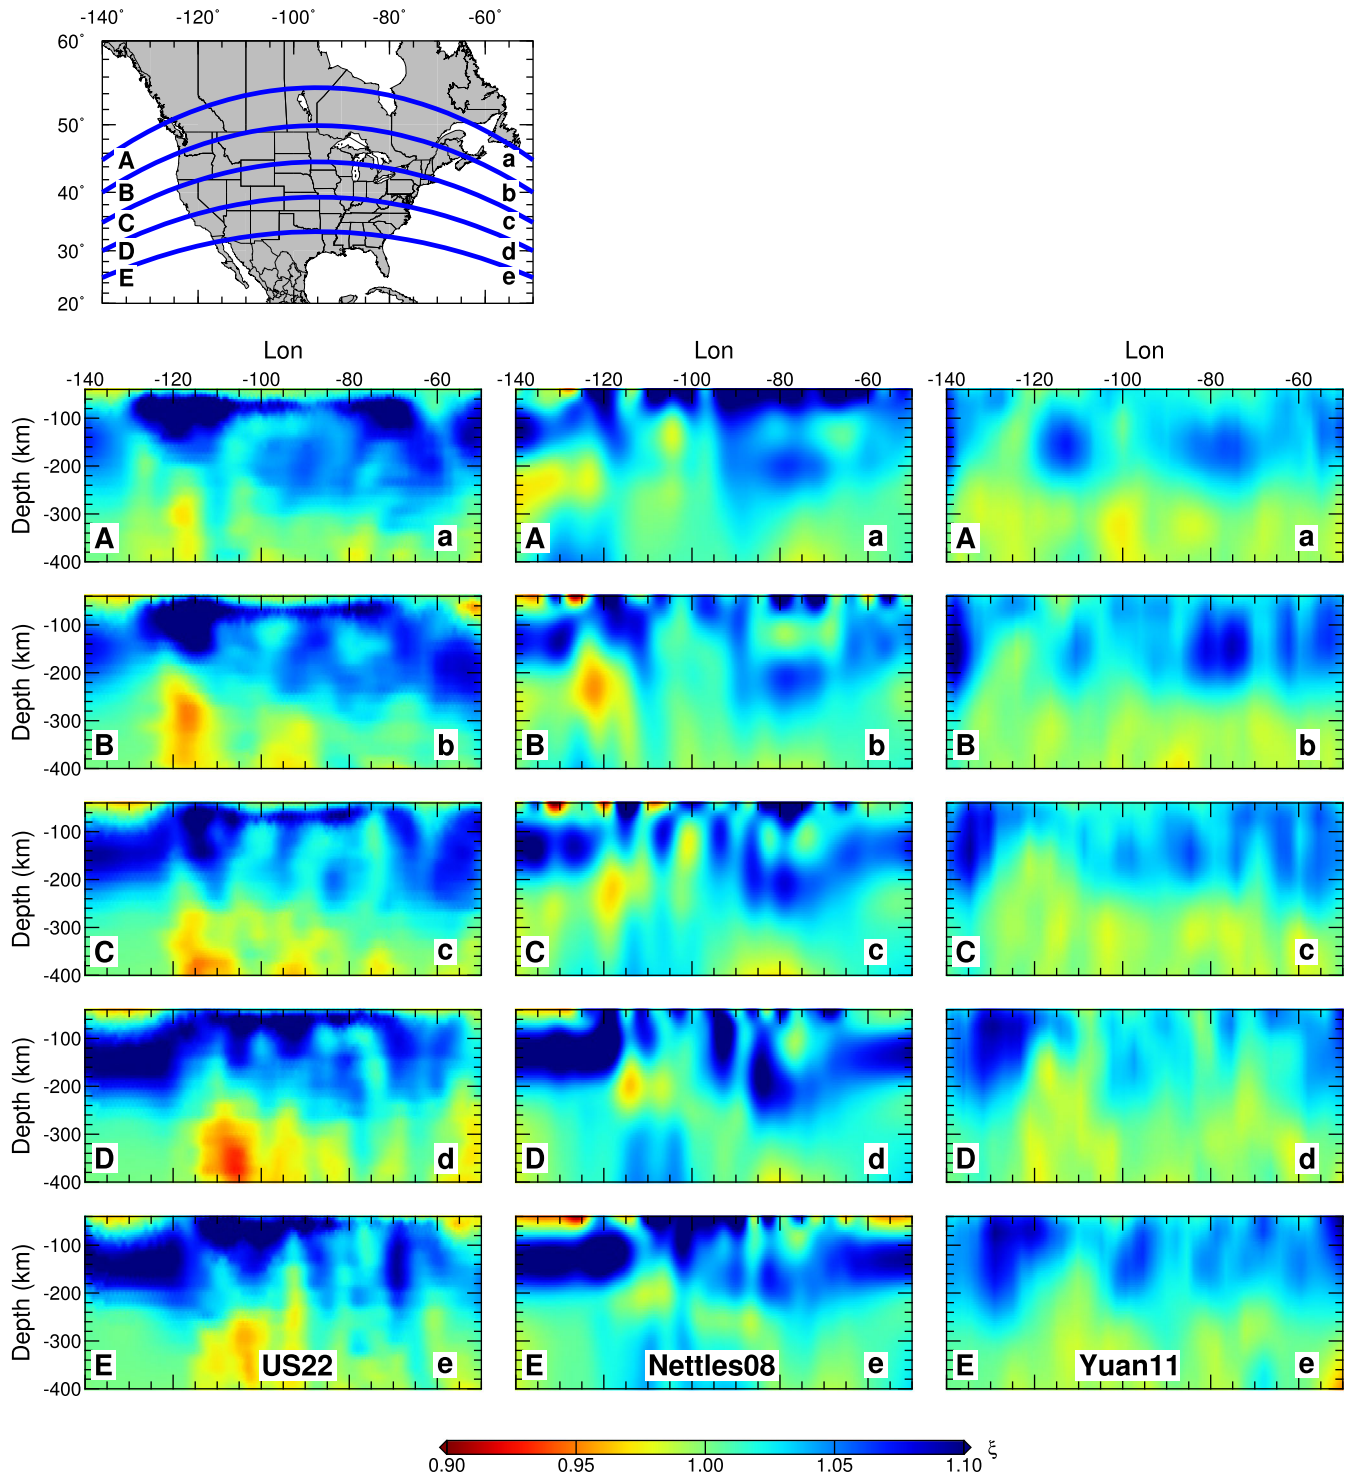 -140° -120° -100° -80° -60°
60°
50°
40°
30°
20°
A a
B b
C c
D d
E e
Lon Lon Lon
-140 -120 -100 -80 -60 -140 -120 -100 -80 -60 -140 -120 -100 -80 -60
Depth (km)
-100
-200
-300
-400
A a A a A a
Depth (km)
-100
-200
-300
-400
B b B b B b
Depth (km)
-100
-200
-300
-400
C c C c C c
Depth (km)
-100
-200
-300
-400
D d D d D d
Depth (km)
-100
-200
-300
-400
E US22 e E Nettles08 e E Yuan11 e
ξ
0.90 0.95 1.00 1.05 1.10